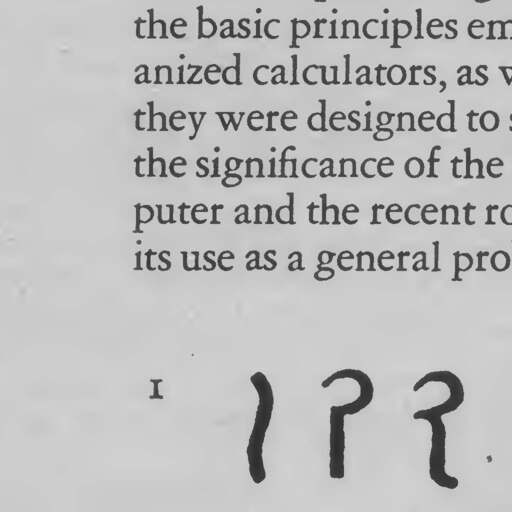 the basic principles em
anized calculators, as w
they were designed to s
the significance of the
puter and the recent ro
its use as a general pro
1